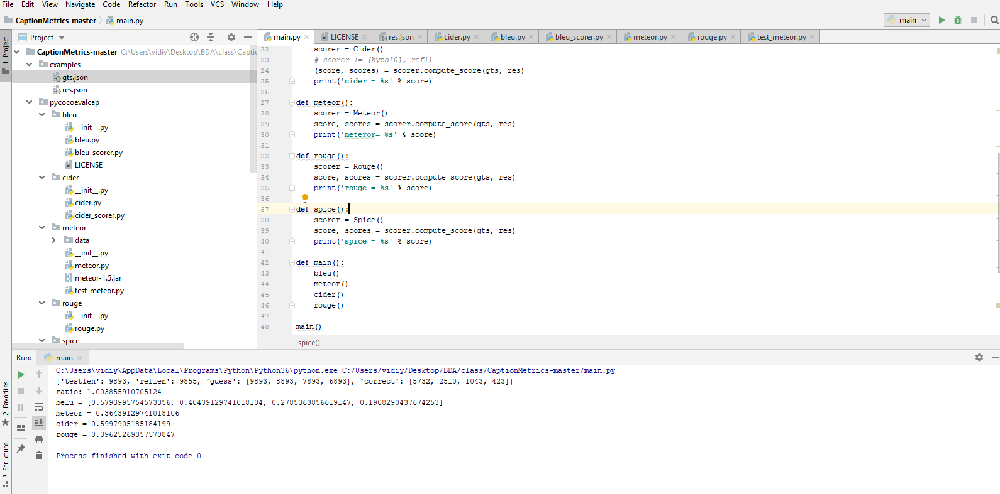 File Edit View Navigate Code Refactor Run Tools VCS Window Help
CaptionMetrics-master main.py main
1: Project
Project
CaptionMetrics-master C:\Users\vidiy\Desktop\BDA\class\Captio
examples
gts.json
res.json
pycocoevalcap
bleu
__init__.py
bleu.py
bleu_scorer.py
LICENSE
cider
__init__.py
cider.py
cider_scorer.py
meteor
data
__init__.py
meteor.py
meteor-1.5.jar
test_meteor.py
rouge
__init__.py
rouge.py
spice
main.py LICENSE res.json cider.py bleu.py bleu_scorer.py meteor.py rouge.py test_meteor.py
22 scorer = Cider()
23 # scorer += (hypo[0], ref1)
24 (score, scores) = scorer.compute_score(gts, res)
25 print('cider = %s' % score)
26
27 def meteor():
28 scorer = Meteor()
29 score, scores = scorer.compute_score(gts, res)
30 print('meteror= %s' % score)
31
32 def rouge():
33 scorer = Rouge()
34 score, scores = scorer.compute_score(gts, res)
35 print('rouge = %s' % score)
36
37 def spice():
38 scorer = Spice()
39 score, scores = scorer.compute_score(gts, res)
40 print('spice = %s' % score)
41
42 def main():
43 bleu()
44 meteor()
45 cider()
46 rouge()
47
48 main()
spice()
Run: main
C:\Users\vidiy\AppData\Local\Programs\Python\Python36\python.exe C:/Users/vidiy/Desktop/BDA/class/CaptionMetrics-master/main.py
{'testlen': 9893, 'reflen': 9855, 'guess': [9893, 8893, 7893, 6893], 'correct': [5732, 2510, 1043, 423]}
ratio: 1.003855910705124
belu = [0.5793995754573356, 0.40439129741018104, 0.2785363856619147, 0.1908290437674253]
meteor = 0.36439129741018106
cider = 0.5997905185184199
rouge = 0.39625269357570847
Process finished with exit code 0
2: Favorites
7: Structure